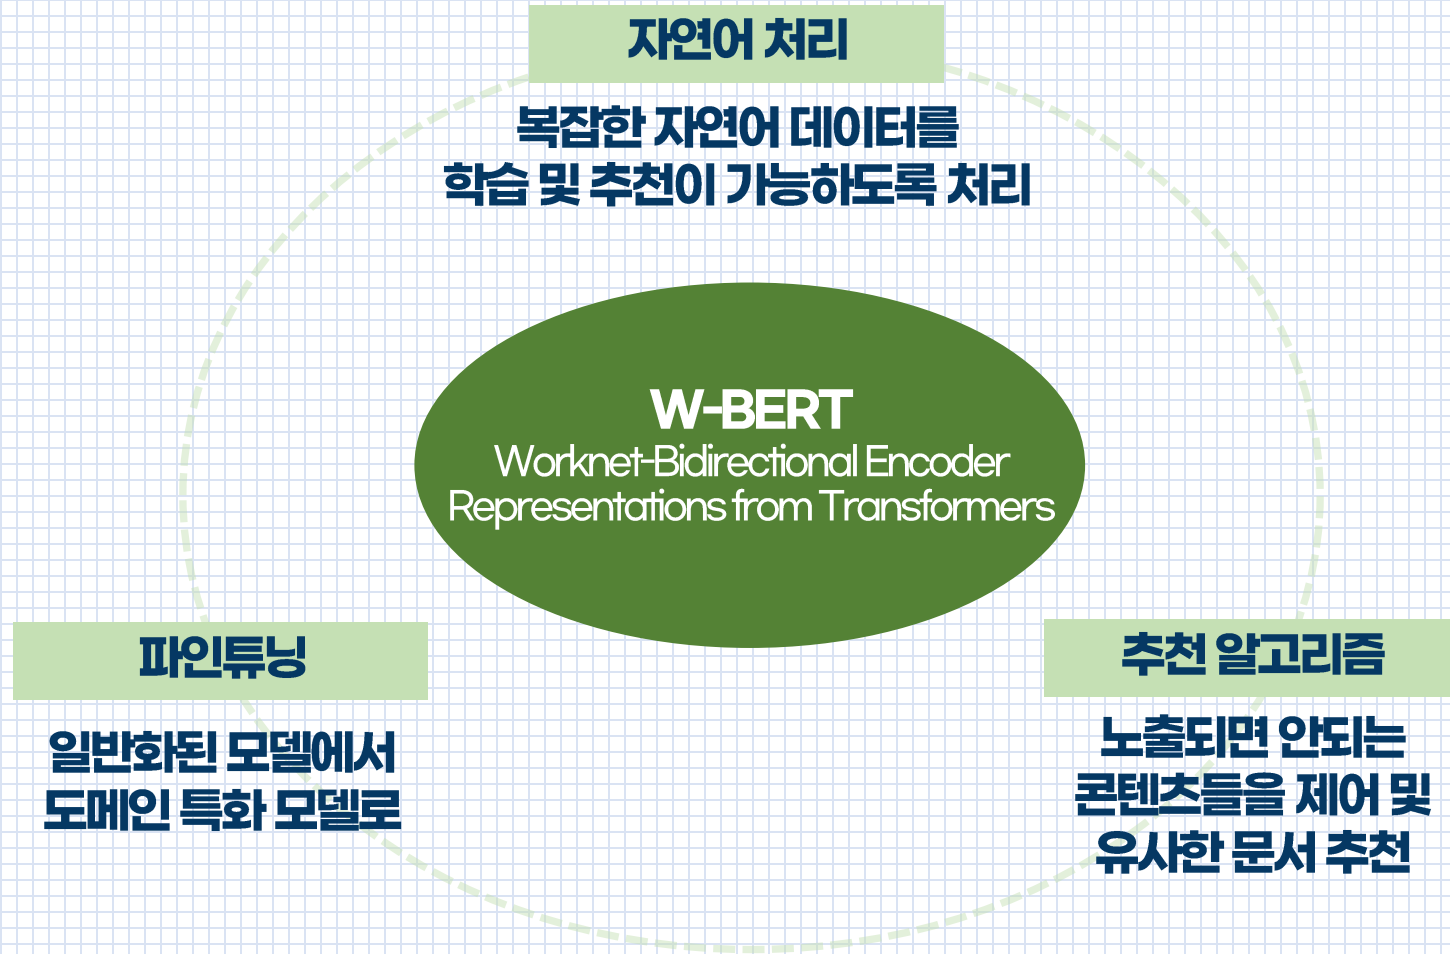 자연어 처리
복잡한 자연어 데이터를
학습 및 추천이 가능하도록 처리
W-BERT
Worknet-Bidirectional Encoder
Representations from Transformers
파인튜닝
일반화된 모델에서
도메인 특화 모델로
추천 알고리즘
노출되면 안되는
콘텐츠들을 제어 및
유사한 문서 추천